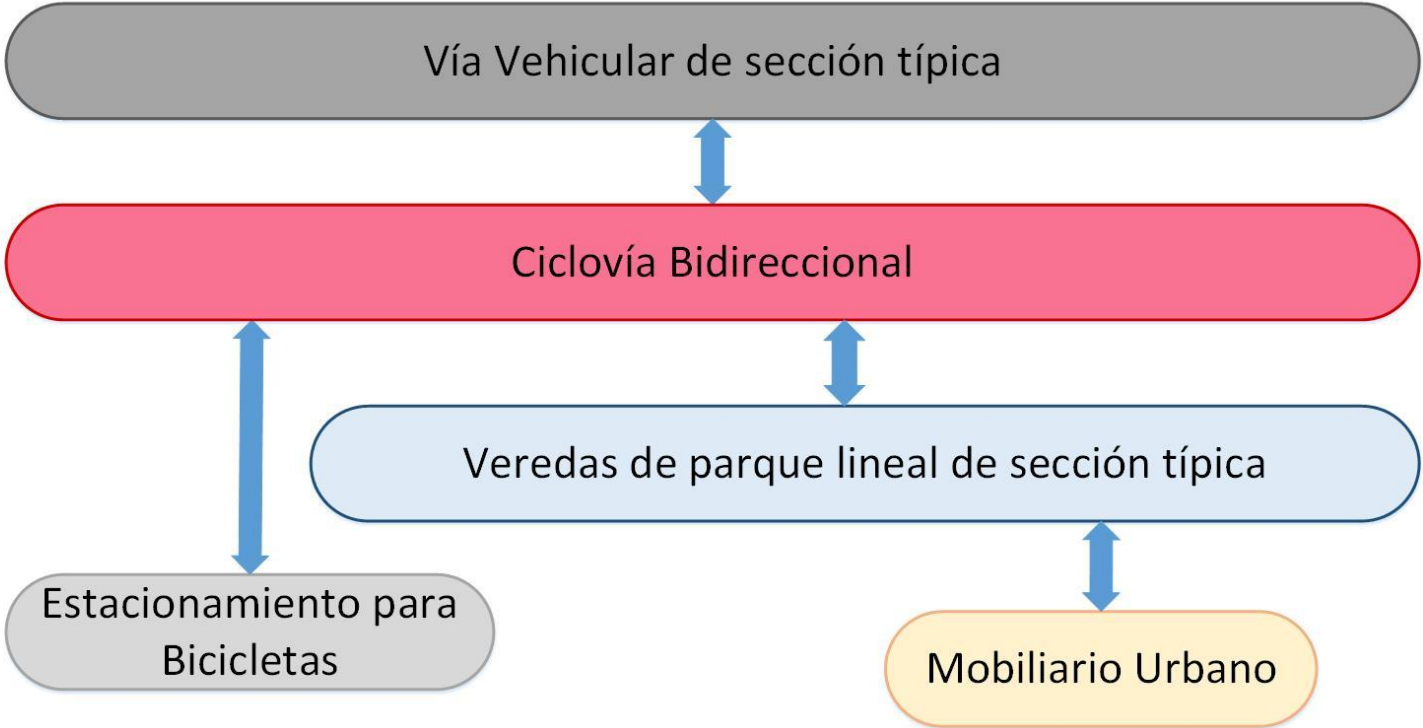 Vía Vehicular de sección típica
Ciclovía Bidireccional
Veredas de parque lineal de sección típica
Estacionamiento para
Bicicletas
Mobiliario Urbano